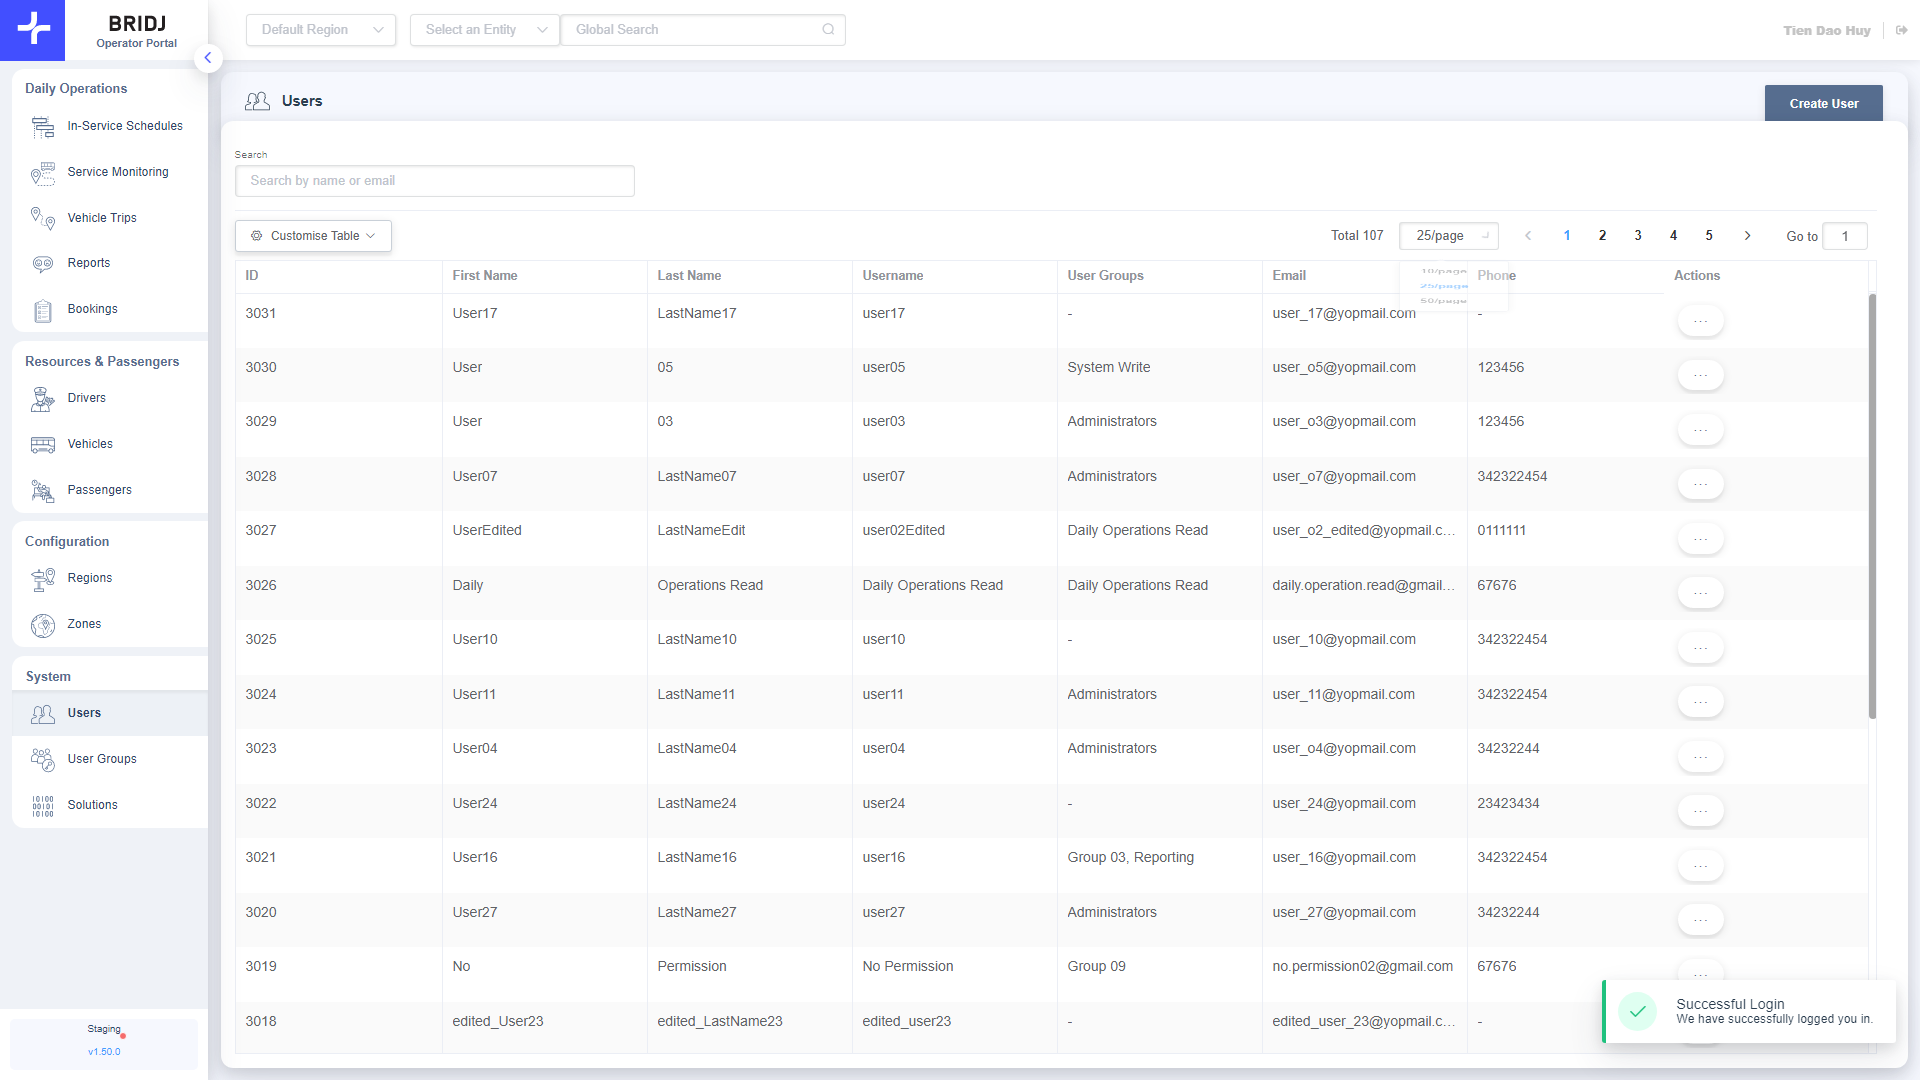 BRIDJ
Operator Portal
Default Region
Select an Entity
Global Search
Tien Dao Huy
Daily Operations
In-Service Schedules
Service Monitoring
Vehicle Trips
Reports
Bookings
Resources & Passengers
Drivers
Vehicles
Passengers
Configuration
Regions
Zones
System
Users
User Groups
Solutions
Staging
v1.50.0
Users
Create User
Search
Search by name or email
Customise Table
Total 107 25/page 1 2 3 4 5 Go to 1
10/page
25/page
50/page
ID First Name Last Name Username User Groups Email Phone Actions
3031 User17 LastName17 user17 - user_17@yopmail.com - ...
3030 User 05 user05 System Write user_o5@yopmail.com 123456 ...
3029 User 03 user03 Administrators user_o3@yopmail.com 123456 ...
3028 User07 LastName07 user07 Administrators user_o7@yopmail.com 342322454 ...
3027 UserEdited LastNameEdit user02Edited Daily Operations Read user_o2_edited@yopmail.c... 0111111 ...
3026 Daily Operations Read Daily Operations Read Daily Operations Read daily.operation.read@gmail... 67676 ...
3025 User10 LastName10 user10 - user_10@yopmail.com 342322454 ...
3024 User11 LastName11 user11 Administrators user_11@yopmail.com 342322454 ...
3023 User04 LastName04 user04 Administrators user_o4@yopmail.com 34232244 ...
3022 User24 LastName24 user24 - user_24@yopmail.com 23423434 ...
3021 User16 LastName16 user16 Group 03, Reporting user_16@yopmail.com 342322454 ...
3020 User27 LastName27 user27 Administrators user_27@yopmail.com 34232244 ...
3019 No Permission No Permission Group 09 no.permission02@gmail.com 67676 ...
3018 edited_User23 edited_LastName23 edited_user23 - edited_user_23@yopmail.c... -
Successful Login
We have successfully logged you in.